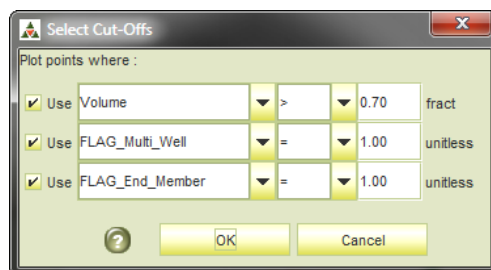 Select Cut-Offs
Plot points where :
Use Volume > 0.70 fract
Use FLAG_Multi_Well = 1.00 unitless
Use FLAG_End_Member = 1.00 unitless
? OK Cancel